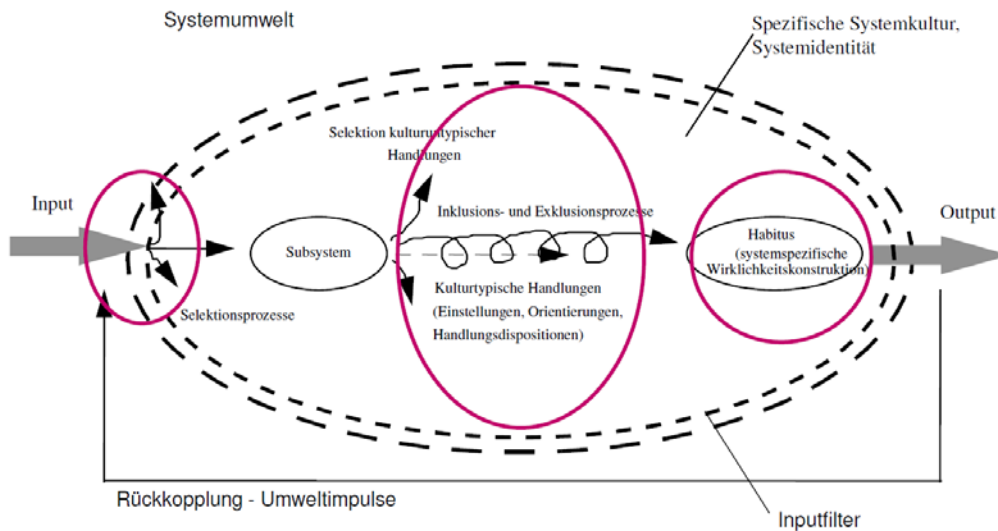 Systemumwelt
Spezifische Systemkultur,
Systemidentität
Selektion kulturuntypischer
Handlungen
Input
Inklusions- und Exklusionsprozesse
Output
Subsystem
Habitus
(systemspezifische
Wirklichkeitskonstruktion)
Kulturtypische Handlungen
(Einstellungen, Orientierungen,
Handlungsdispositionen)
Selektionsprozesse
Rückkopplung - Umweltimpulse
Inputfilter